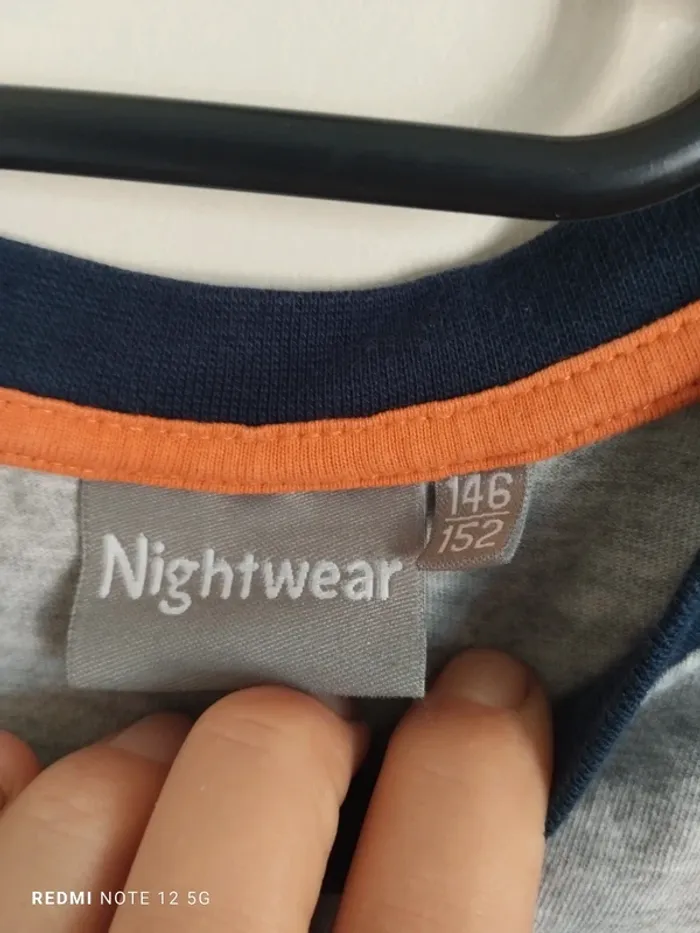 146
152
Nightwear
REDMI NOTE 12 5G